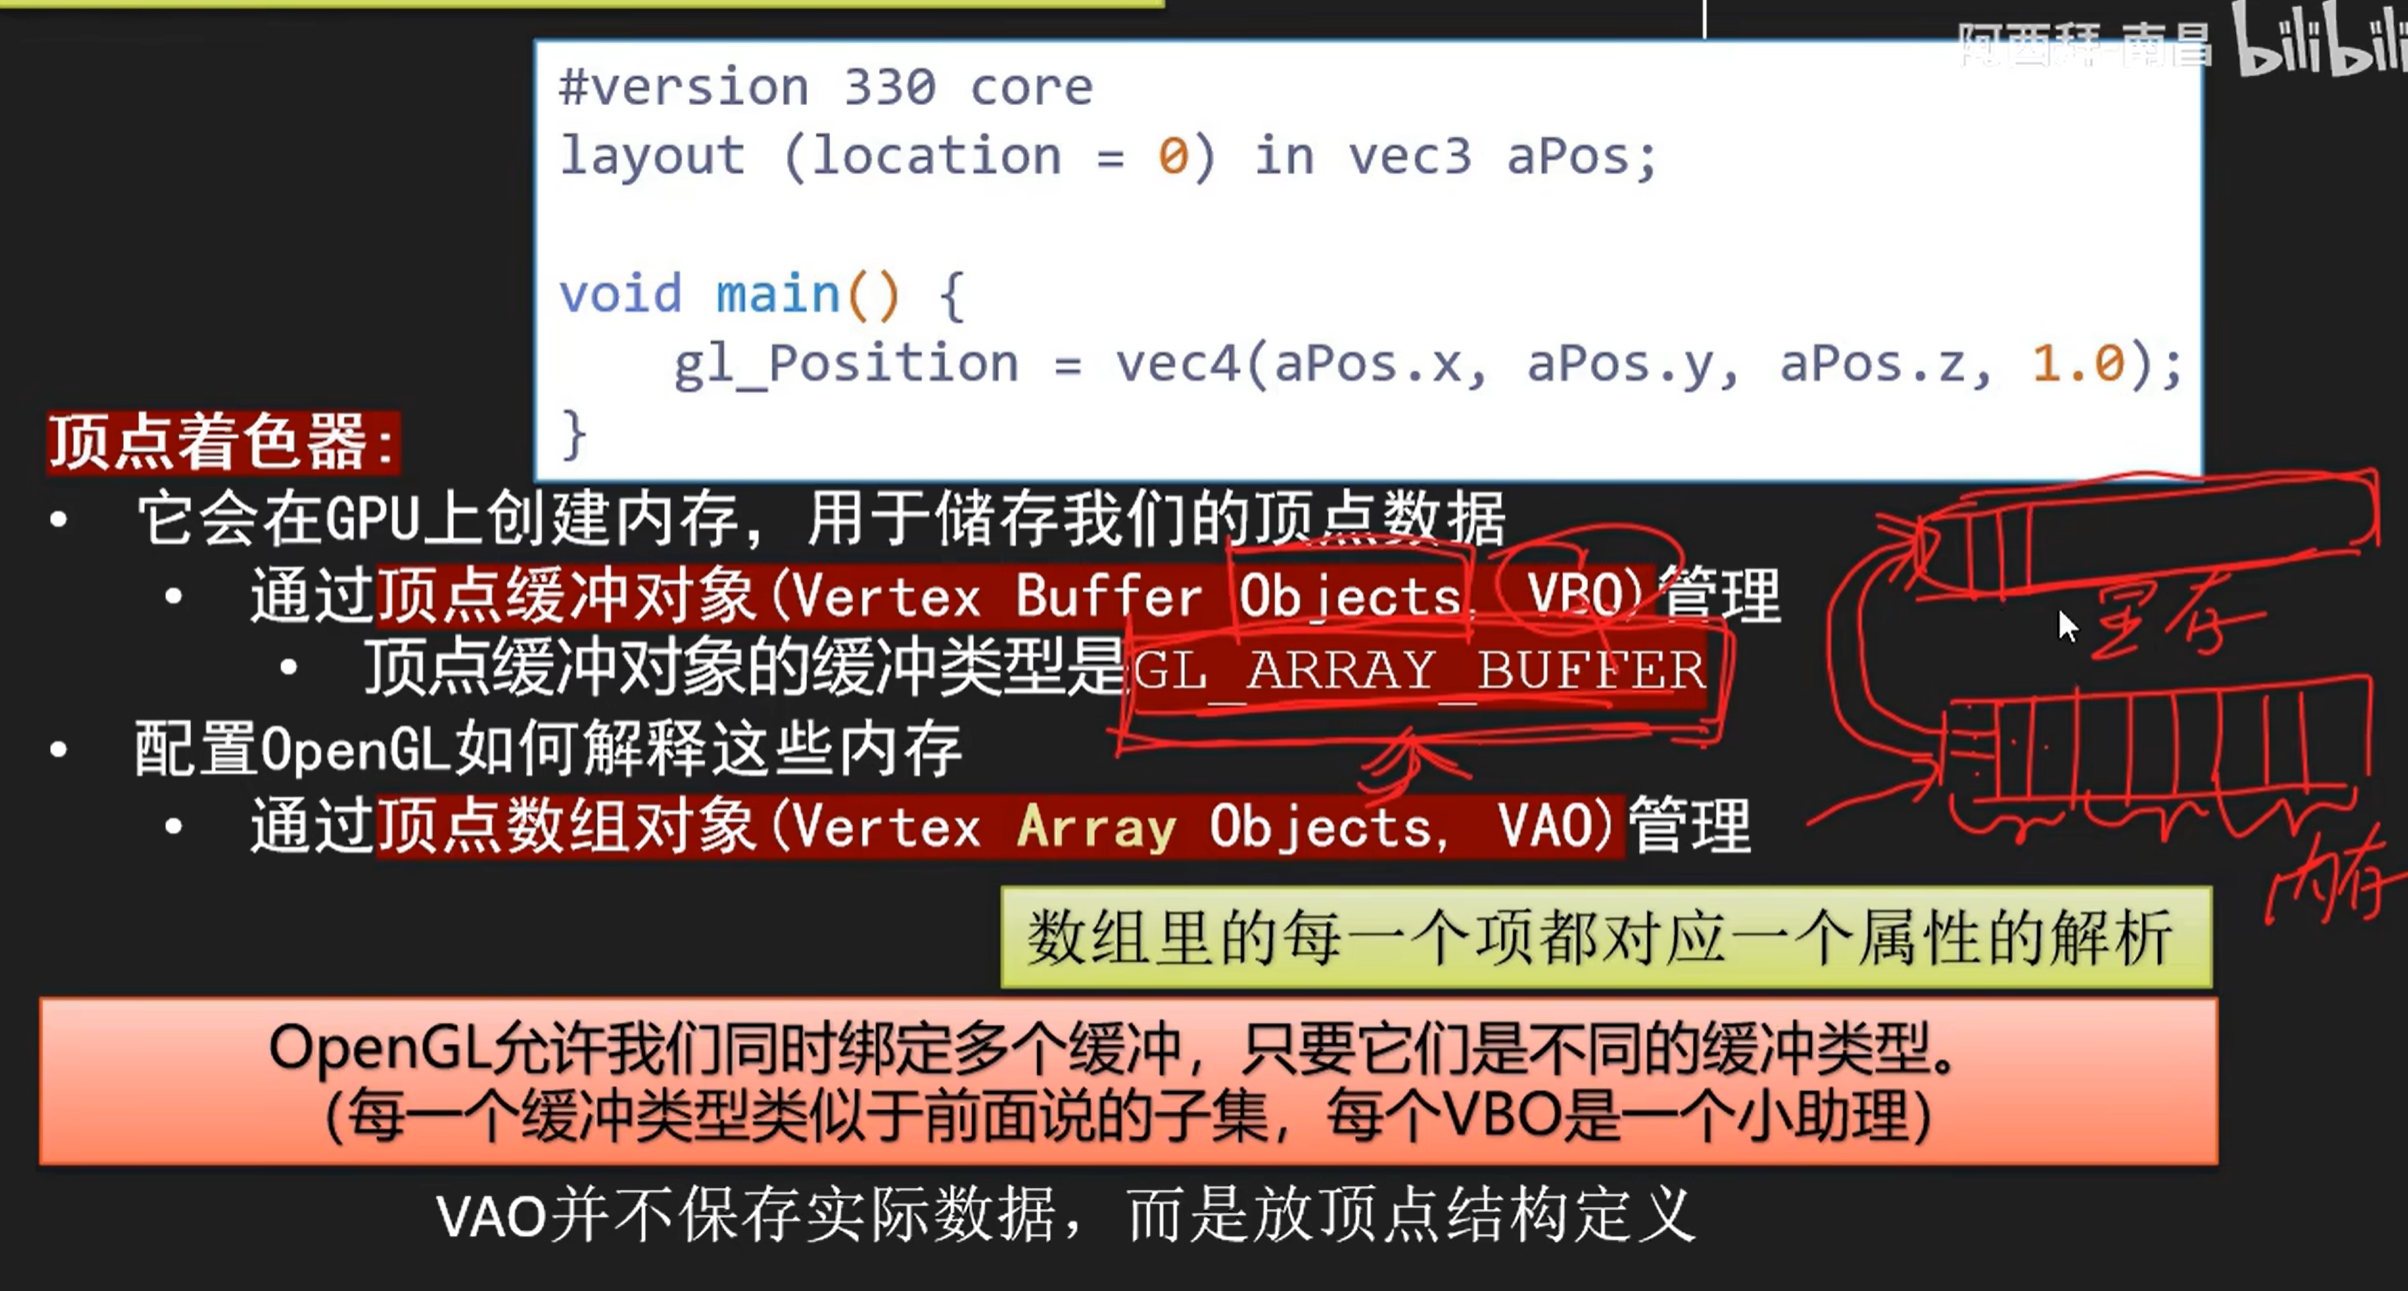 阿西拜-南昌 bilibili
#version 330 core
layout (location = 0) in vec3 aPos;
void main() {
gl_Position = vec4(aPos.x, aPos.y, aPos.z, 1.0);
}
顶点着色器:
• 它会在GPU上创建内存，用于储存我们的顶点数据
• 通过顶点缓冲对象(Vertex Buffer Objects, VBO)管理
• 顶点缓冲对象的缓冲类型是GL_ARRAY_BUFFER
显存
• 配置OpenGL如何解释这些内存
• 通过顶点数组对象(Vertex Array Objects, VAO)管理
内存
数组里的每一个项都对应一个属性的解析
OpenGL允许我们同时绑定多个缓冲，只要它们是不同的缓冲类型。
（每一个缓冲类型类似于前面说的子集，每个VBO是一个小助理）
VAO并不保存实际数据，而是放顶点结构定义